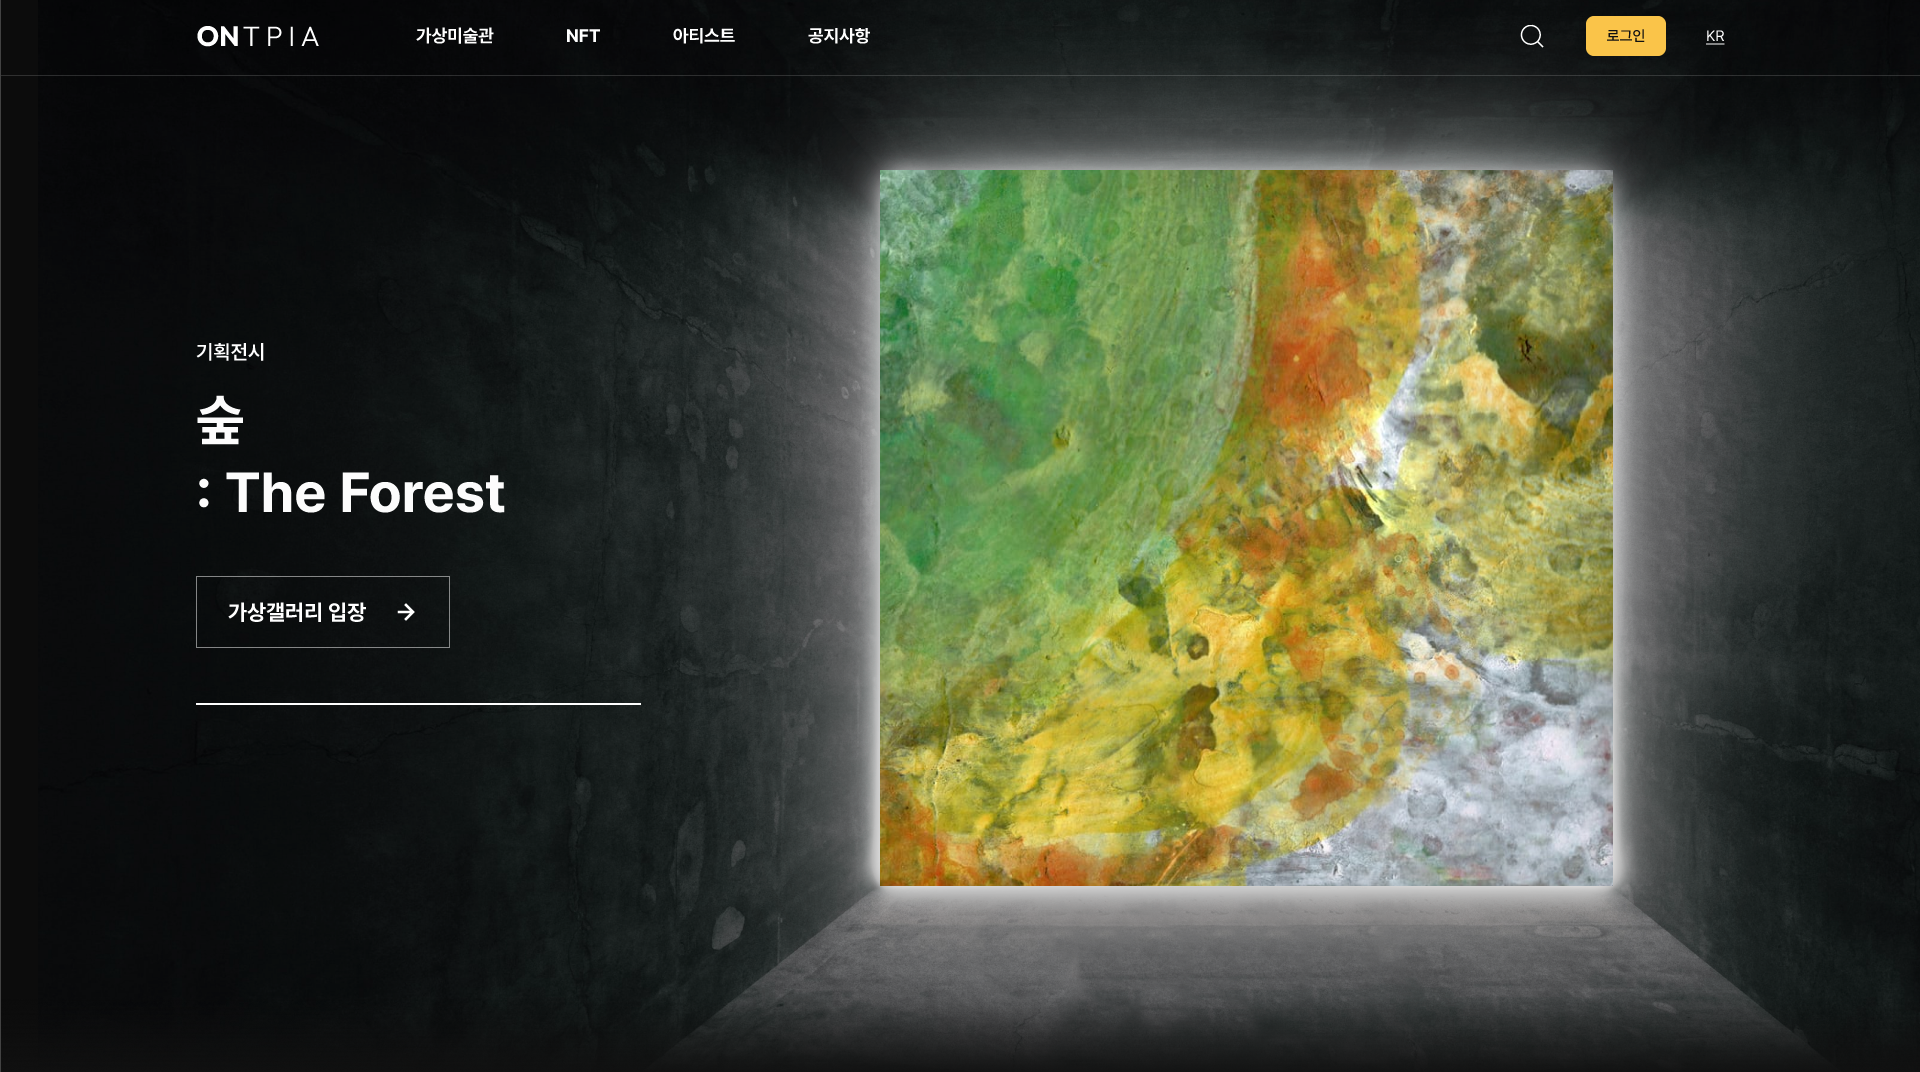 ONTPIA
가상미술관
NFT
아티스트
공지사항
로그인
KR
기획전시
숲
: The Forest
가상갤러리 입장